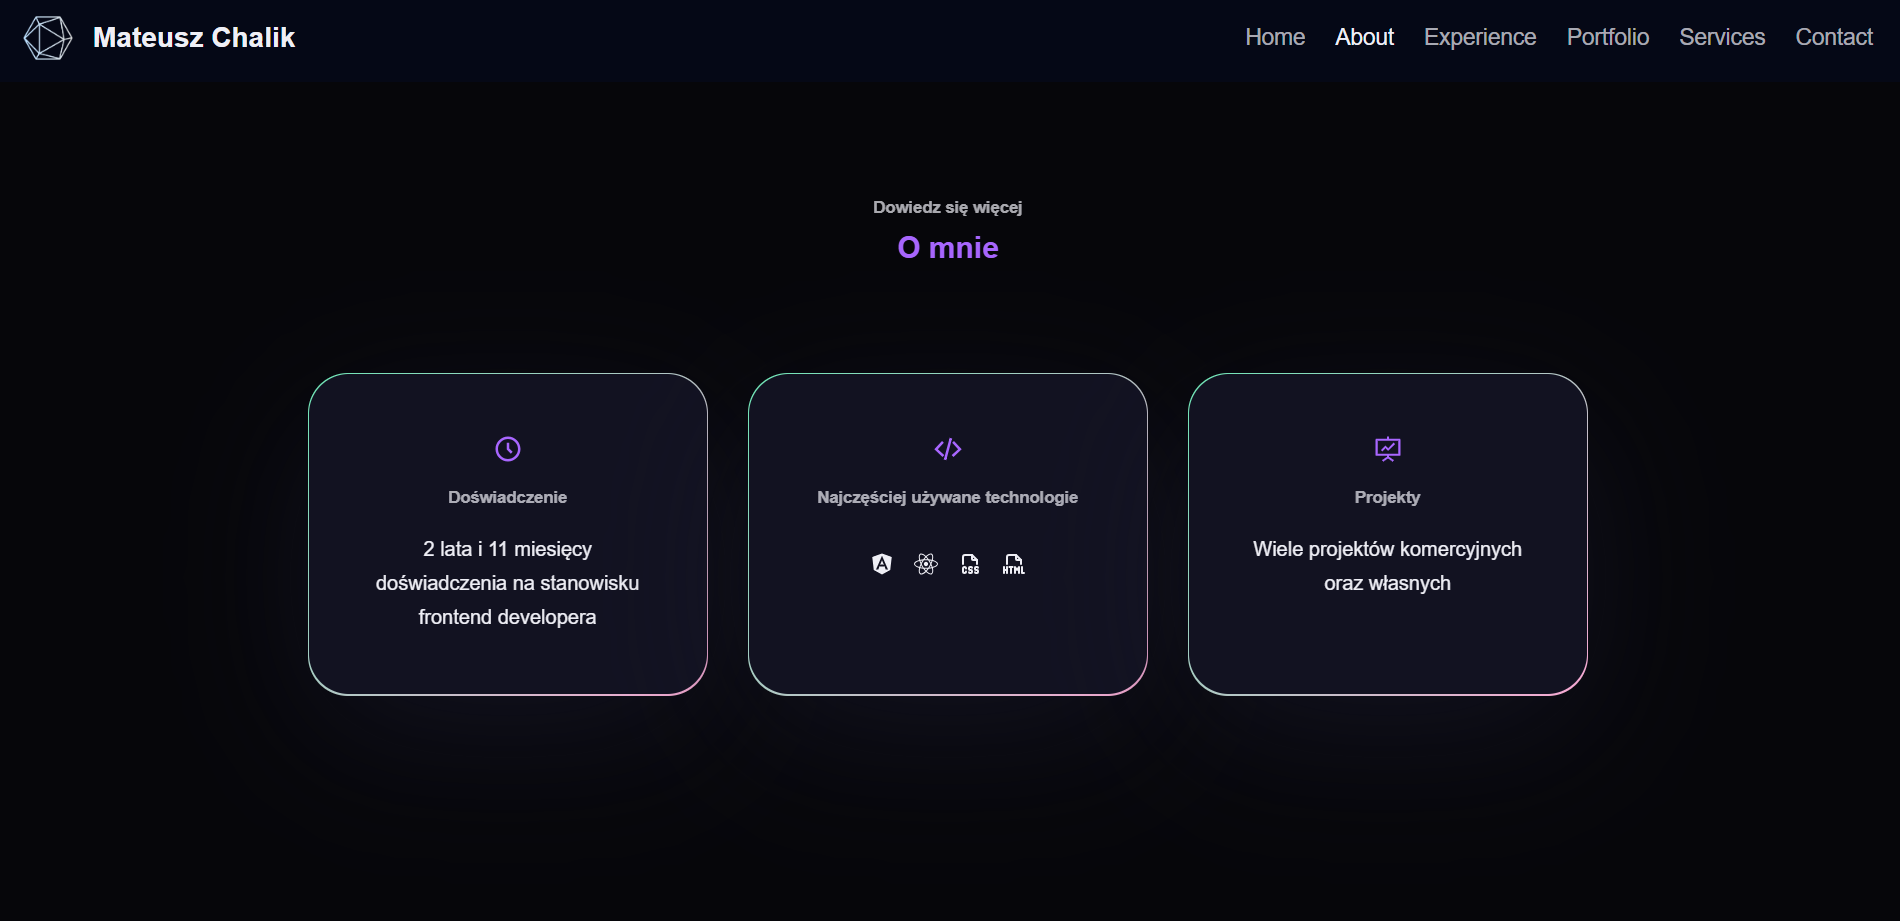 Mateusz Chalik
Home About Experience Portfolio Services Contact
Dowiedz się więcej
O mnie
Doświadczenie
2 lata i 11 miesięcy
doświadczenia na stanowisku
frontend developera
Najczęściej używane technologie
CSS HTML
Projekty
Wiele projektów komercyjnych
oraz własnych